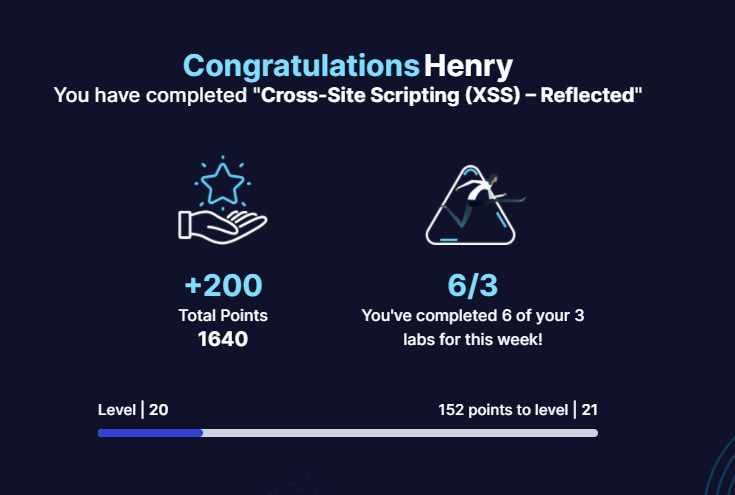 Congratulations Henry
You have completed "Cross-Site Scripting (XSS) – Reflected"
+200
Total Points
1640
6/3
You've completed 6 of your 3
labs for this week!
Level | 20
152 points to level | 21